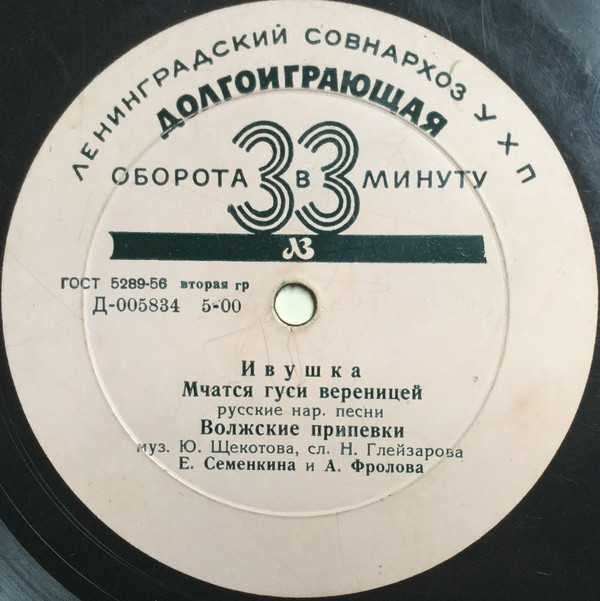 ЛЕНИНГРАДСКИЙ СОВНАРХОЗ УХП
ДОЛГОИГРАЮЩАЯ
ОБОРОТА 33 В МИНУТУ
ЛЗ
ГОСТ 5289-56 вторая гр
Д-005834 5-00
Ивушка
Мчатся гуси вереницей
русские нар. песни
Волжские припевки
муз. Ю. Щекотова, сл. Н. Глейзарова
Е. Семенкина и А. Фролова